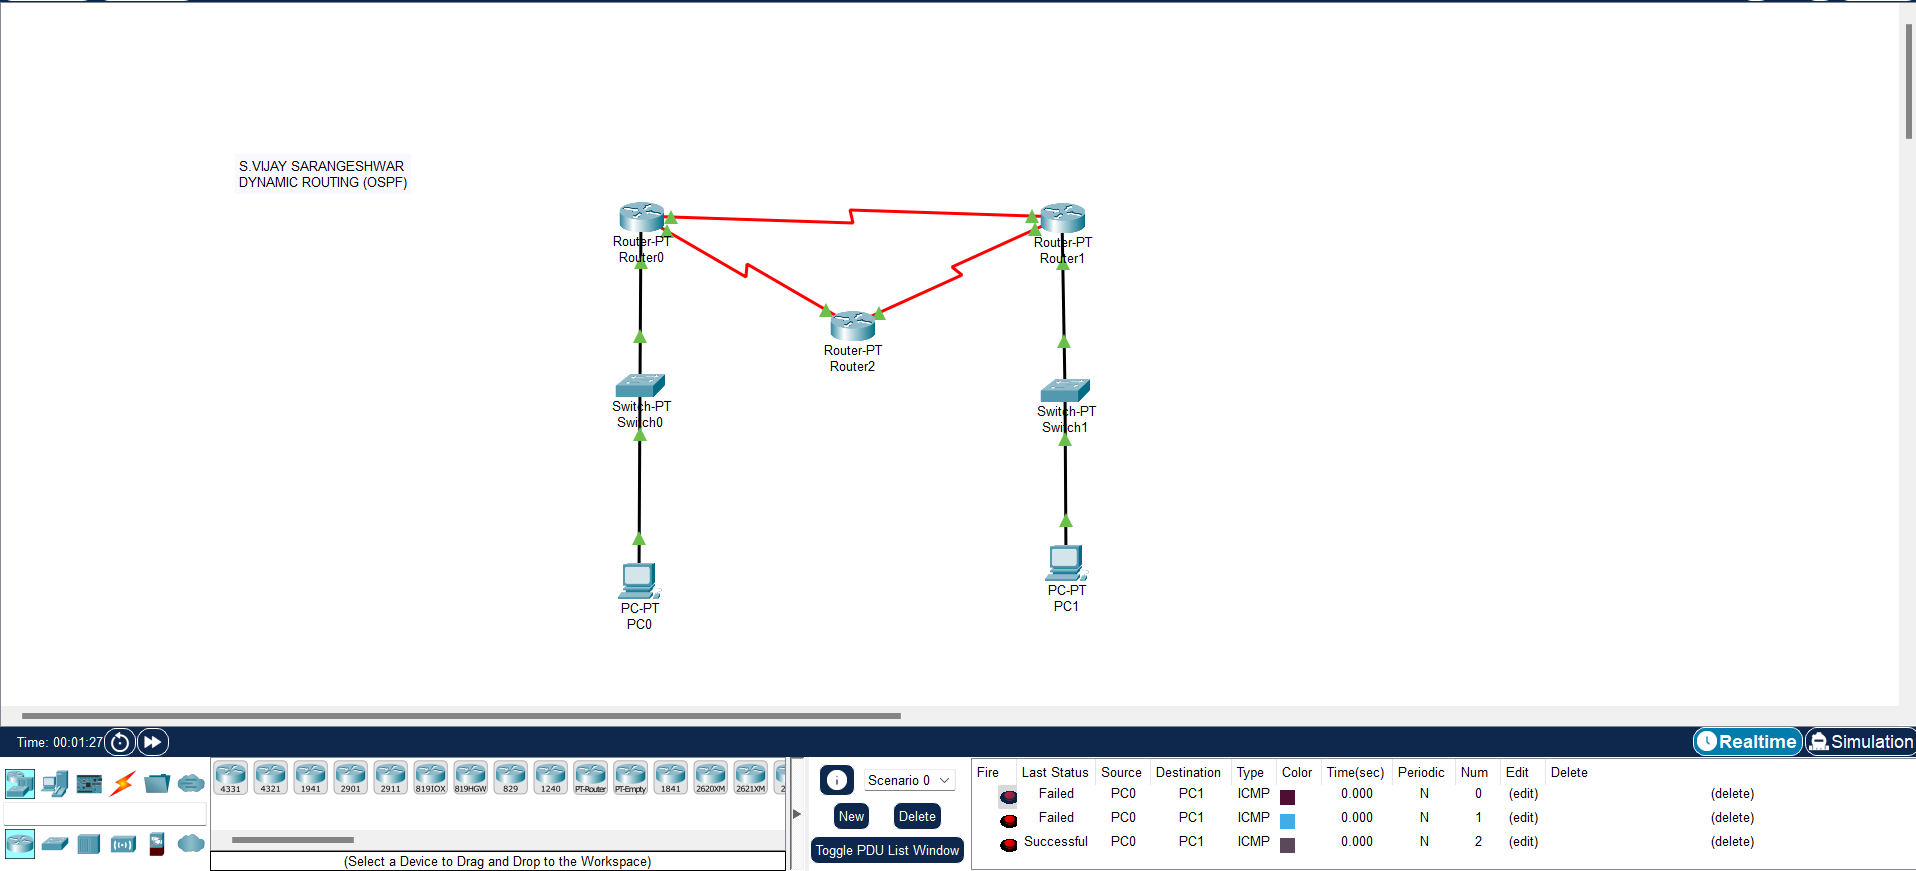 S.VIJAY SARANGESHWAR
DYNAMIC ROUTING (OSPF)
Router-PT
Router0
Router-PT
Router1
Router-PT
Router2
Switch-PT
Switch0
Switch-PT
Switch1
PC-PT
PC0
PC-PT
PC1
Time: 00:01:27
Realtime
Simulation
4331 4321 1941 2901 2911 819IOX 819HGW 829 1240 PT-Router PT-Empty 1841 2620XM 2621XM 2
(Select a Device to Drag and Drop to the Workspace)
Scenario 0
New Delete
Toggle PDU List Window
Fire Last Status Source Destination Type Color Time(sec) Periodic Num Edit Delete
Failed PC0 PC1 ICMP 0.000 N 0 (edit) (delete)
Failed PC0 PC1 ICMP 0.000 N 1 (edit) (delete)
Successful PC0 PC1 ICMP 0.000 N 2 (edit) (delete)